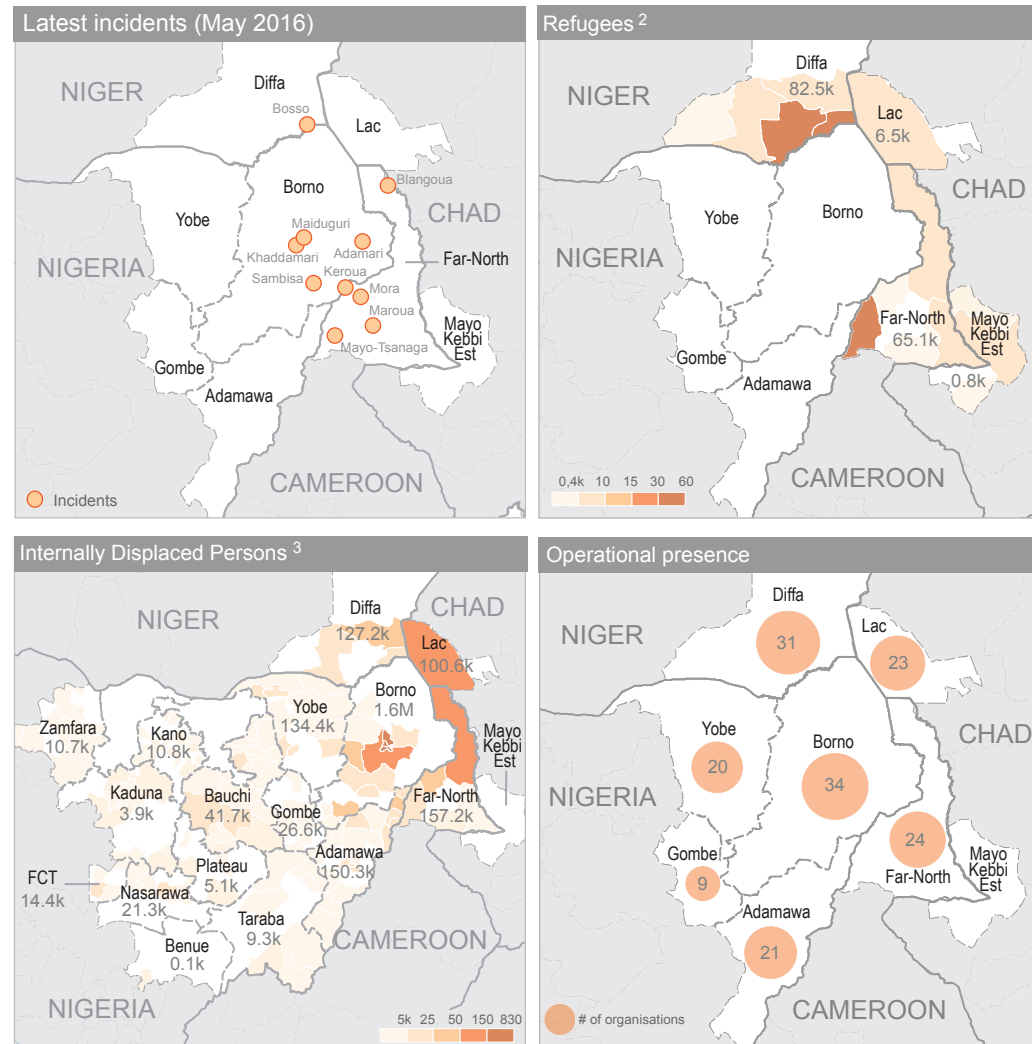 Latest incidents (May 2016)
NIGER
Diffa
Bosso
Lac
Blangoua
Borno
CHAD
Yobe
Maiduguri
Khaddamari
Adamari
NIGERIA
Far-North
Sambisa
Keroua
Mora
Maroua
Mayo
Kebbi
Est
Mayo-Tsanaga
Gombe
Adamawa
CAMEROON
Incidents
Refugees 2
Diffa
82.5k
NIGER
Lac
6.5k
CHAD
Yobe
Borno
NIGERIA
Far-North
65.1k
Mayo
Kebbi
Est
Gombe
0.8k
Adamawa
CAMEROON
0,4k 10 15 30 60
Internally Displaced Persons 3
NIGER
CHAD
Diffa
127.2k
Lac
100.6k
Borno
1.6M
Yobe
134.4k
Zamfara
10.7k
Kano
10.8k
Mayo
Kebbi
Est
Kaduna
3.9k
Bauchi
41.7k
Gombe
26.6k
Far-North
157.2k
Adamawa
150.3k
Plateau
5.1k
FCT
14.4k
Nasarawa
21.3k
Taraba
9.3k
Benue
0.1k
CAMEROON
NIGERIA
5k 25 50 150 830
Operational presence
Diffa
31
NIGER
Lac
23
CHAD
Yobe
20
Borno
34
NIGERIA
24
Far-North
Mayo
Kebbi
Est
Gombe
9
Adamawa
21
CAMEROON
# of organisations